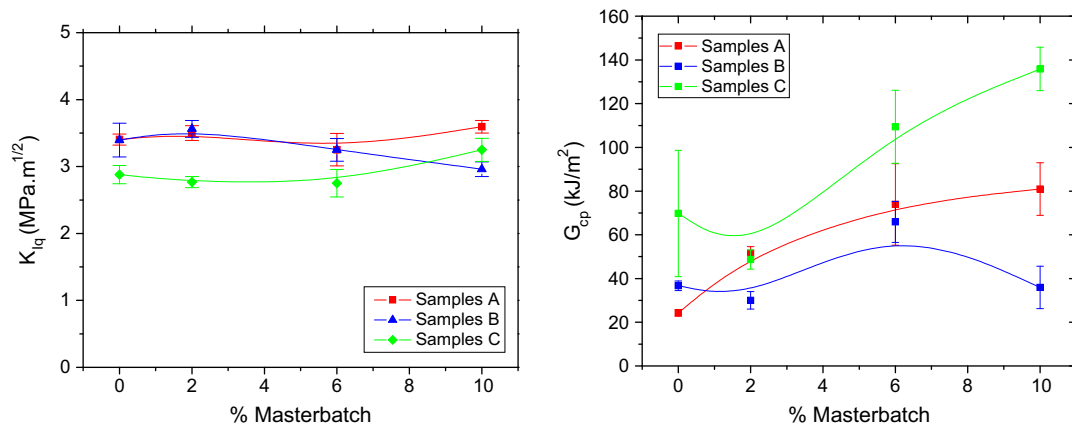 5
4
3
2
1
0
K_Iq (MPa.m^1/2)
Samples A
Samples B
Samples C
0 2 4 6 8 10
% Masterbatch
160
140
120
100
80
60
40
20
0
G_cp (kJ/m²)
Samples A
Samples B
Samples C
0 2 4 6 8 10
% Masterbatch